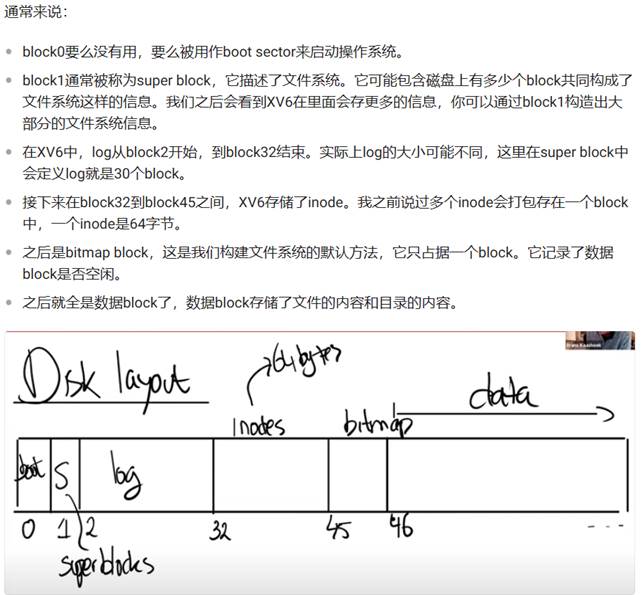 通常来说：
block0要么没有用，要么被用作boot sector来启动操作系统。
block1通常被称为super block，它描述了文件系统。它可能包含磁盘上有多少个block共同构成了
文件系统这样的信息。我们之后会看到XV6在里面会存更多的信息，你可以通过block1构造出大
部分的文件系统信息。
在XV6中，log从block2开始，到block32结束。实际上log的大小可能不同，这里在super block中
会定义log就是30个block。
接下来在block32到block45之间，XV6存储了inode。我之前说过多个inode会打包存在一个block
中，一个inode是64字节。
之后是bitmap block，这是我们构建文件系统的默认方法，它只占据一个block。它记录了数据
block是否空闲。
之后就全是数据block了，数据block存储了文件的内容和目录的内容。
Frans Kaashoek
Disk layout
64 bytes
data
inodes
bitmap
boot S log
0 1 2 32 45 46 ----
superblocks